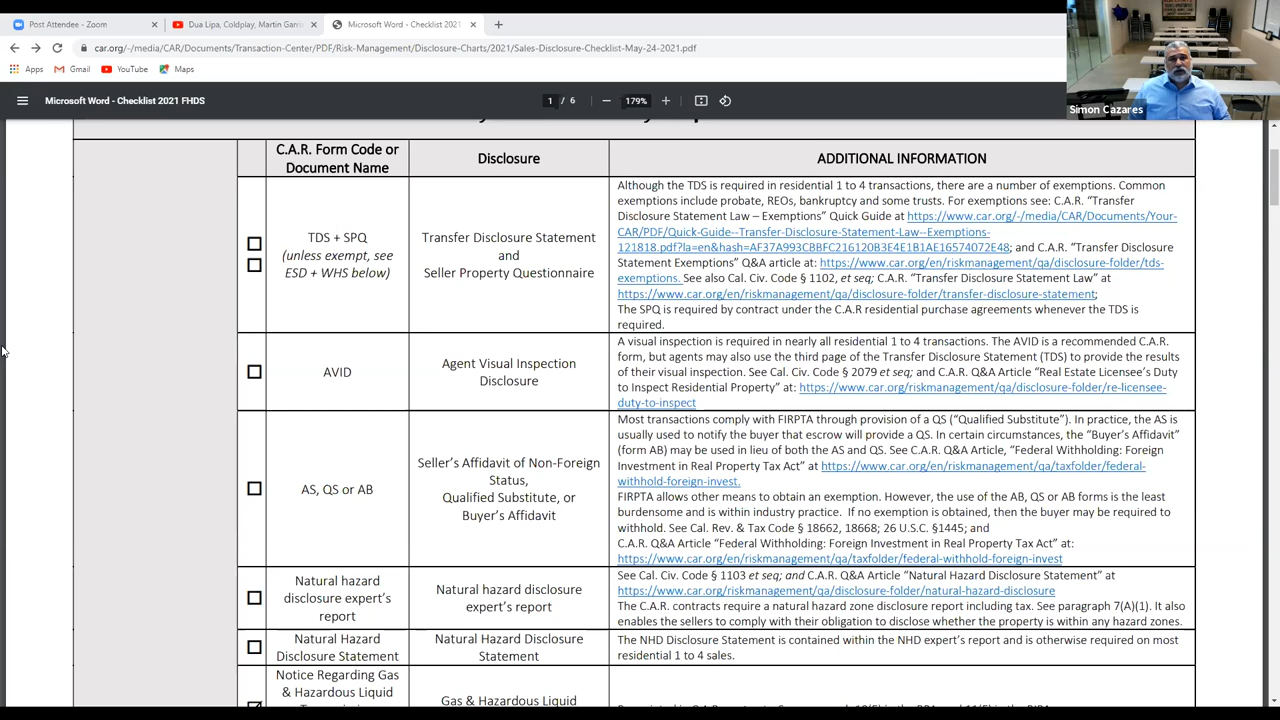 Post Attendee - Zoom
Dua Lipa, Coldplay, Martin Garri
Microsoft Word - Checklist 2021
car.org/-/media/CAR/Documents/Transaction-Center/PDF/Risk-Management/Disclosure-Charts/2021/Sales-Disclosure-Checklist-May-24-2021.pdf
Apps
Gmail
YouTube
Maps
Microsoft Word - Checklist 2021 FHDS
1 / 6
179%
Simon Cazares
C.A.R. Form Code or
Document Name
Disclosure
ADDITIONAL INFORMATION
TDS + SPQ
(unless exempt, see
ESD + WHS below)
Transfer Disclosure Statement
and
Seller Property Questionnaire
Although the TDS is required in residential 1 to 4 transactions, there are a number of exemptions. Common
exemptions include probate, REOs, bankruptcy and some trusts. For exemptions see: C.A.R. “Transfer
Disclosure Statement Law – Exemptions” Quick Guide at https://www.car.org/-/media/CAR/Documents/Your-
CAR/PDF/Quick-Guide--Transfer-Disclosure-Statement-Law--Exemptions-
121818.pdf?la=en&hash=AF37A993CBBFC216120B3E4E1B1AE16574072E48; and C.A.R. “Transfer Disclosure
Statement Exemptions” Q&A article at: https://www.car.org/en/riskmanagement/qa/disclosure-folder/tds-
exemptions. See also Cal. Civ. Code § 1102, et seq; C.A.R. “Transfer Disclosure Statement Law” at
https://www.car.org/en/riskmanagement/qa/disclosure-folder/transfer-disclosure-statement;
The SPQ is required by contract under the C.A.R residential purchase agreements whenever the TDS is
required.
AVID
Agent Visual Inspection
Disclosure
A visual inspection is required in nearly all residential 1 to 4 transactions. The AVID is a recommended C.A.R.
form, but agents may also use the third page of the Transfer Disclosure Statement (TDS) to provide the results
of their visual inspection. See Cal. Civ. Code § 2079 et seq; and C.A.R. Q&A Article “Real Estate Licensee’s Duty
to Inspect Residential Property” at: https://www.car.org/riskmanagement/qa/disclosure-folder/re-licensee-
duty-to-inspect
AS, QS or AB
Seller’s Affidavit of Non-Foreign
Status,
Qualified Substitute, or
Buyer’s Affidavit
Most transactions comply with FIRPTA through provision of a QS (“Qualified Substitute”). In practice, the AS is
usually used to notify the buyer that escrow will provide a QS. In certain circumstances, the “Buyer’s Affidavit”
(form AB) may be used in lieu of both the AS and QS. See C.A.R. Q&A Article, “Federal Withholding: Foreign
Investment in Real Property Tax Act” at https://www.car.org/en/riskmanagement/qa/taxfolder/federal-
withhold-foreign-invest.
FIRPTA allows other means to obtain an exemption. However, the use of the AB, QS or AB forms is the least
burdensome and is within industry practice. If no exemption is obtained, then the buyer may be required to
withhold. See Cal. Rev. & Tax Code § 18662, 18668; 26 U.S.C. §1445; and
C.A.R. Q&A Article “Federal Withholding: Foreign Investment in Real Property Tax Act” at:
https://www.car.org/en/riskmanagement/qa/taxfolder/federal-withhold-foreign-invest
Natural hazard
disclosure expert’s
report
Natural hazard disclosure
expert’s report
See Cal. Civ. Code § 1103 et seq; and C.A.R. Q&A Article “Natural Hazard Disclosure Statement” at
https://www.car.org/riskmanagement/qa/disclosure-folder/natural-hazard-disclosure
The C.A.R. contracts require a natural hazard zone disclosure report including tax. See paragraph 7(A)(1). It also
enables the sellers to comply with their obligation to disclose whether the property is within any hazard zones.
Natural Hazard
Disclosure Statement
Natural Hazard Disclosure
Statement
The NHD Disclosure Statement is contained within the NHD expert’s report and is otherwise required on most
residential 1 to 4 sales.
Notice Regarding Gas
& Hazardous Liquid
Gas & Hazardous Liquid